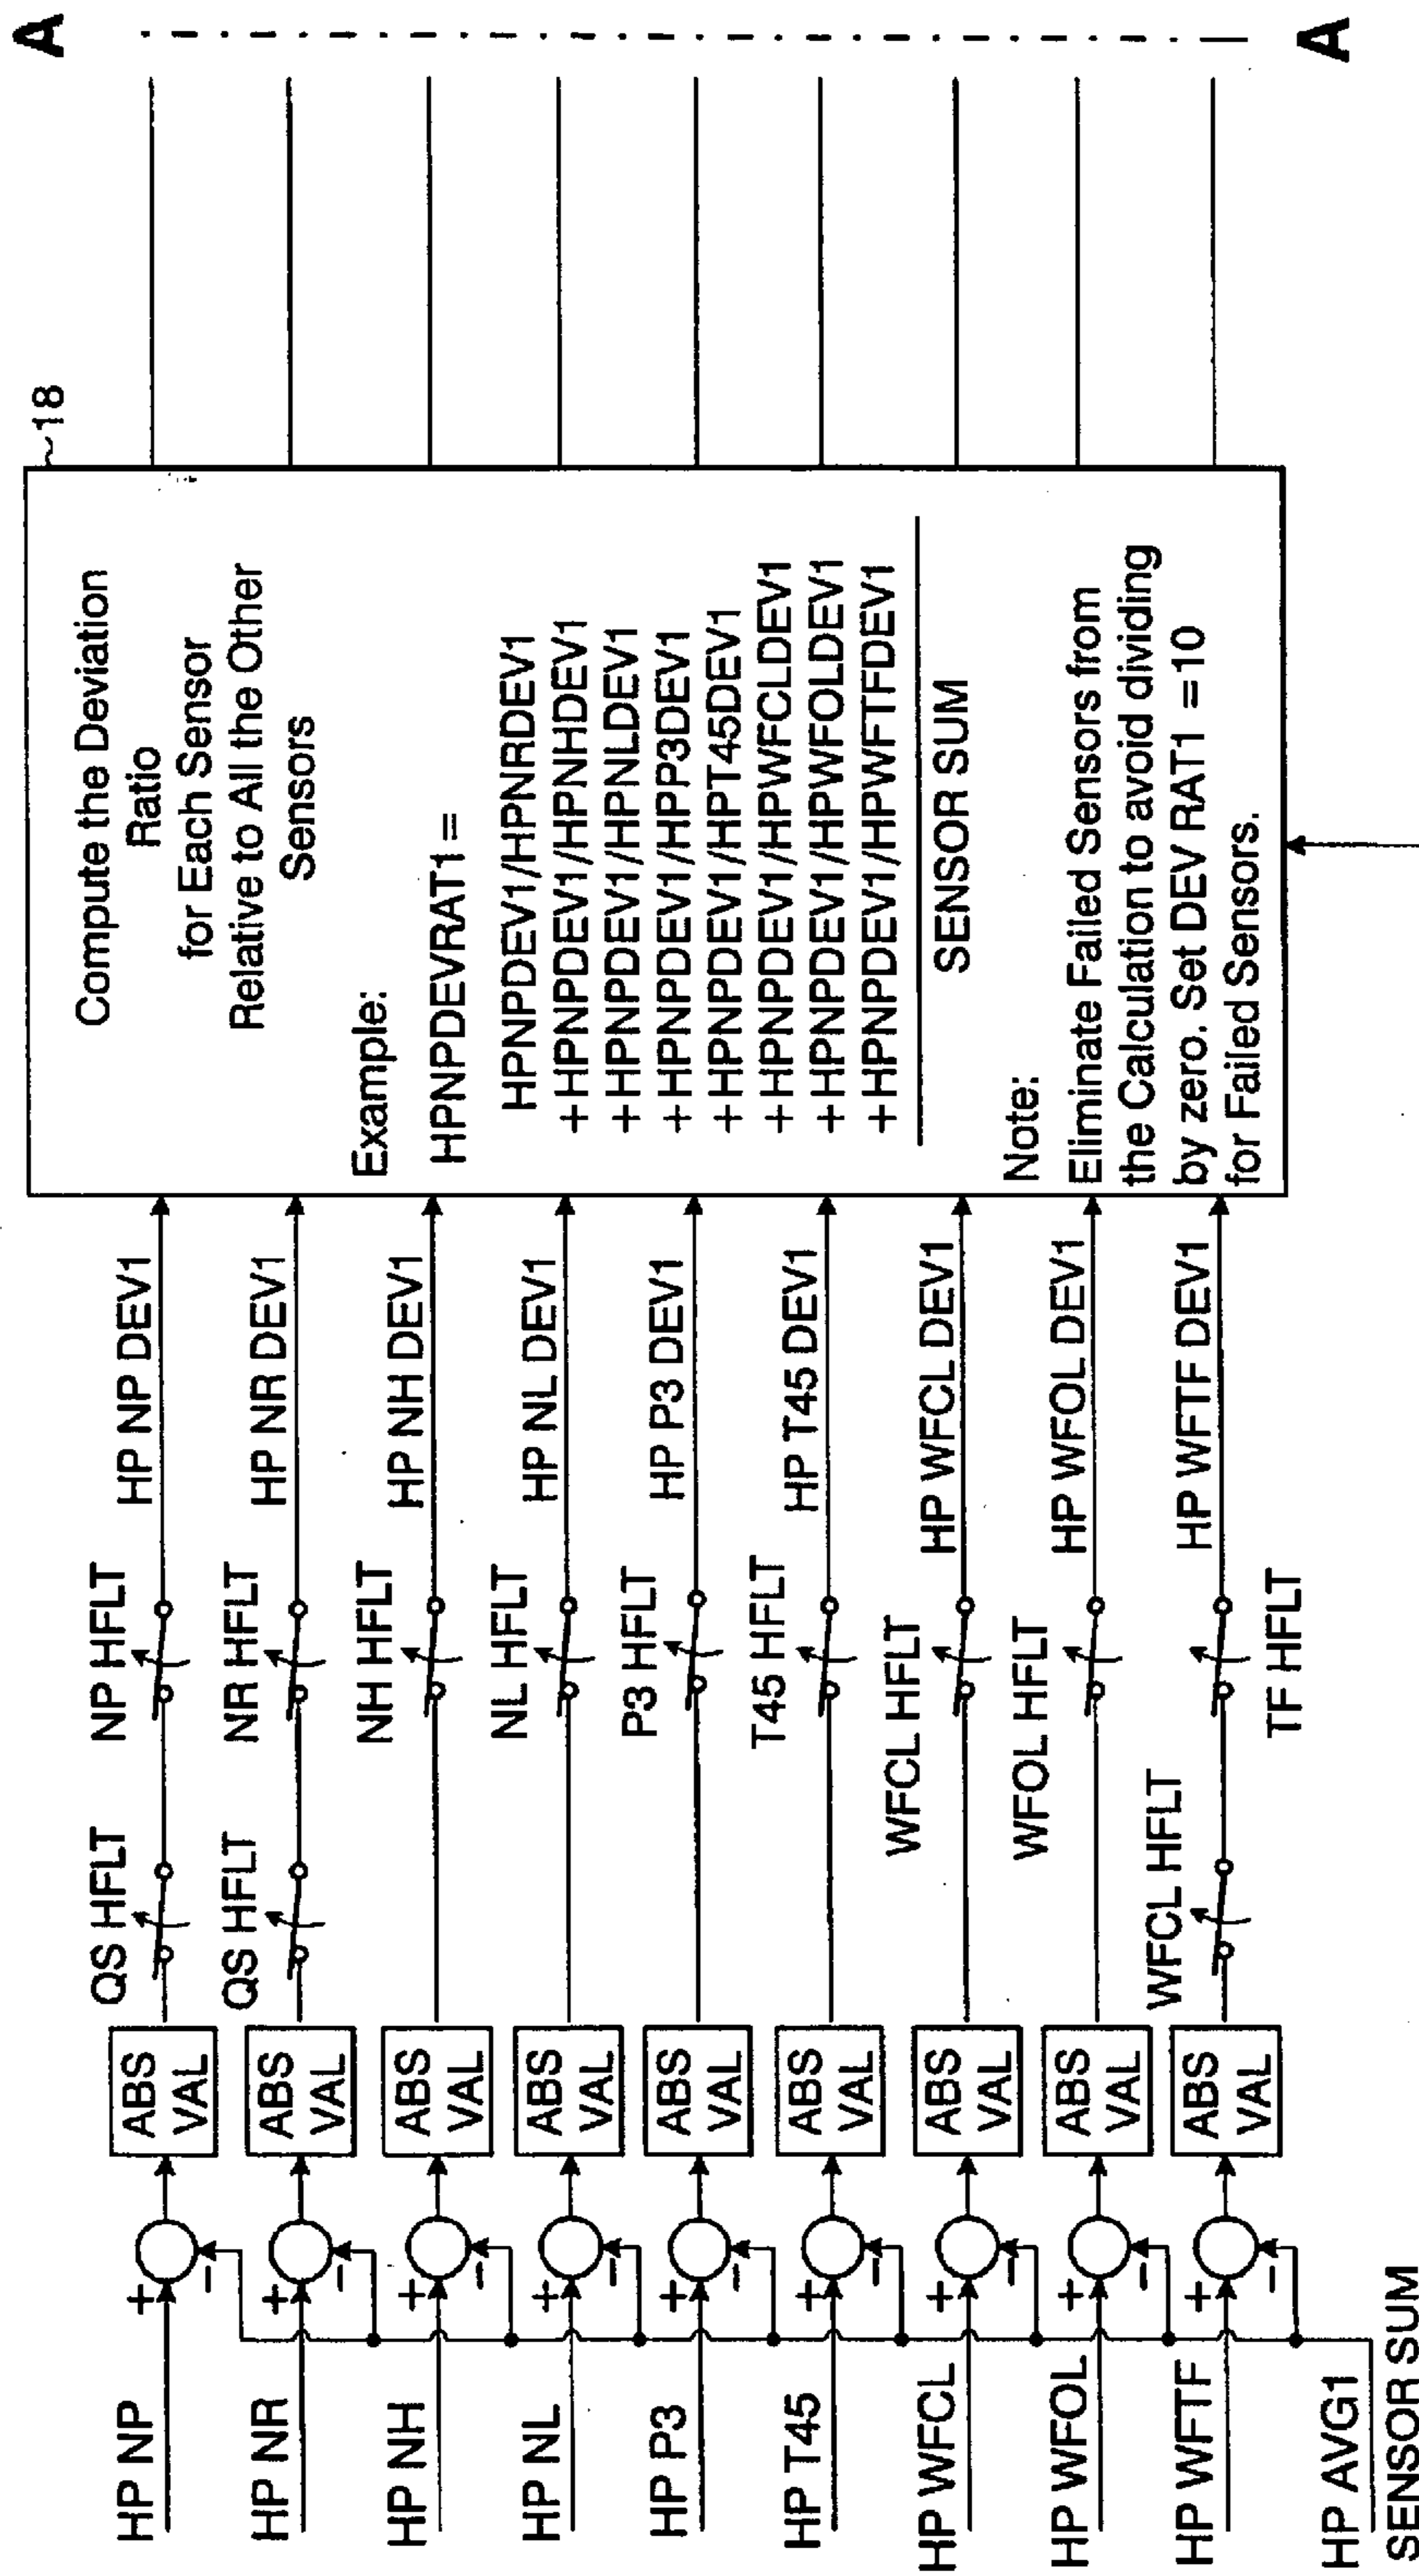 A
A
~18
Compute the Deviation
Ratio
for Each Sensor
Relative to All the Other
Sensors
Example:
HPNPDEVRAT1=
HPNPDEV1/HPNRDEV1
+HPNPDEV1/HPNHDEV1
+HPNPDEV1/HPNLDEV1
+HPNPDEV1/HPP3DEV1
+HPNPDEV1/HPT45DEV1
+HPNPDEV1/HPWFCLDEV1
+HPNPDEV1/HPWFOLDEV1
+HPNPDEV1/HPWFTFDEV1
SENSOR SUM
Note:
Eliminate Failed Sensors from
the Calculation to avoid dividing
by zero. Set DEV RAT1 =10
for Failed Sensors.
HP NP
+
-
ABS
VAL
QS HFLT
NP HFLT
HP NP DEV1
HP NR
+
-
ABS
VAL
QS HFLT
NR HFLT
HP NR DEV1
HP NH
+
-
ABS
VAL
NH HFLT
HP NH DEV1
HP NL
+
-
ABS
VAL
NL HFLT
HP NL DEV1
HP P3
+
-
ABS
VAL
P3 HFLT
HP P3 DEV1
HP T45
+
-
ABS
VAL
T45 HFLT
HP T45 DEV1
HP WFCL
+
-
ABS
VAL
WFCL HFLT
HP WFCL DEV1
HP WFOL
+
-
ABS
VAL
WFOL HFLT
HP WFOL DEV1
HP WFTF
+
-
ABS
VAL
WFCL HFLT
TF HFLT
HP WFTF DEV1
HP AVG1
SENSOR SUM